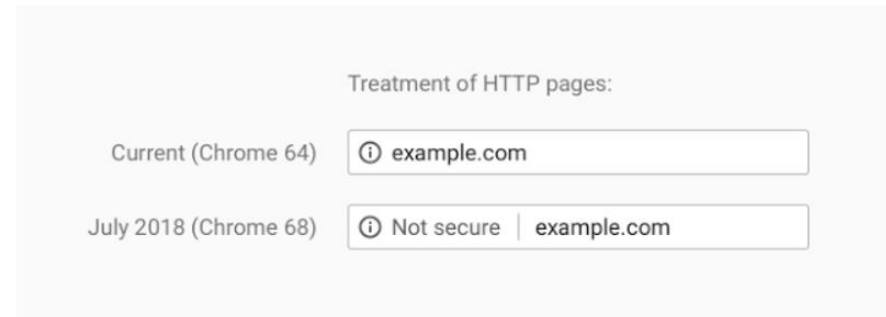 Treatment of HTTP pages:
Current (Chrome 64) example.com
July 2018 (Chrome 68) Not secure example.com